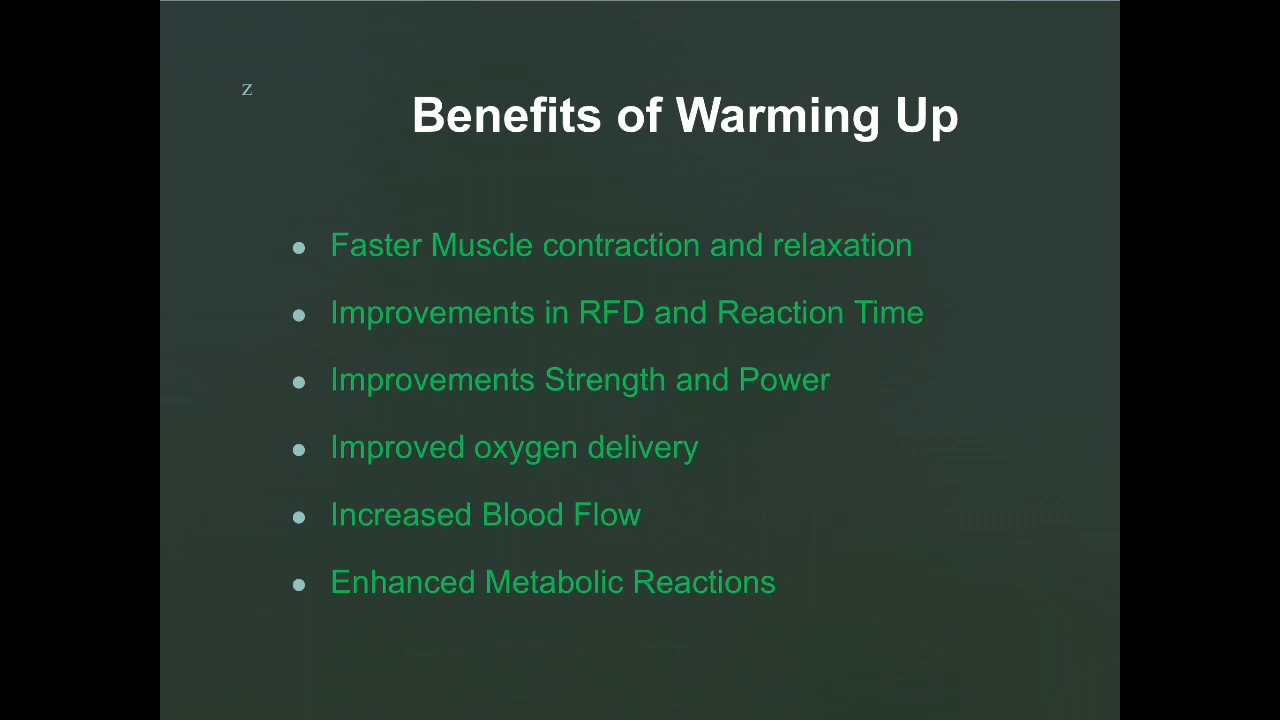 z
Benefits of Warming Up
● Faster Muscle contraction and relaxation
● Improvements in RFD and Reaction Time
● Improvements Strength and Power
● Improved oxygen delivery
● Increased Blood Flow
● Enhanced Metabolic Reactions